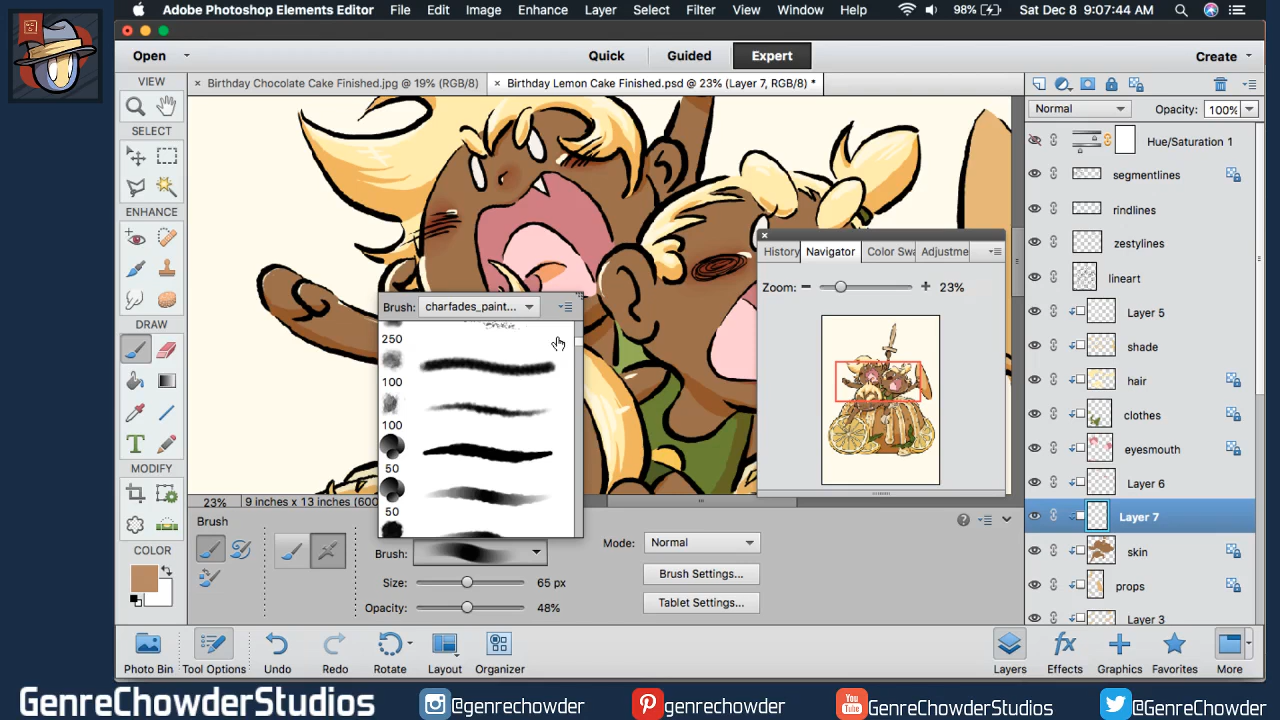 Adobe Photoshop Elements Editor File Edit Image Enhance Layer Select Filter View Window Help 98% Sat Dec 8 9:07:44 AM
Open Quick Guided Expert Create
VIEW
× Birthday Chocolate Cake Finished.jpg @ 19% (RGB/8) × Birthday Lemon Cake Finished.psd @ 23% (Layer 7, RGB/8) *
Normal Opacity: 100%
SELECT
Hue/Saturation 1
segmentlines
ENHANCE
rindlines
zestylines
History Navigator Color Swa Adjustme
Zoom: 23%
lineart
Brush: charfades_paint...
Layer 5
DRAW
250
shade
100
hair
100
clothes
T
eyesmouth
50
MODIFY
Layer 6
23% 9 inches x 13 inches (600
50
Layer 7
Brush
COLOR
Brush:
Mode: Normal
skin
Brush Settings...
Size: 65 px
props
Tablet Settings...
Opacity: 48%
Layer 3
Photo Bin Tool Options Undo Redo Rotate Layout Organizer Layers fx Effects Graphics Favorites More
GenreChowderStudios @genrechowder genrechowder You Tube GenreChowderStudios @GenreChowder